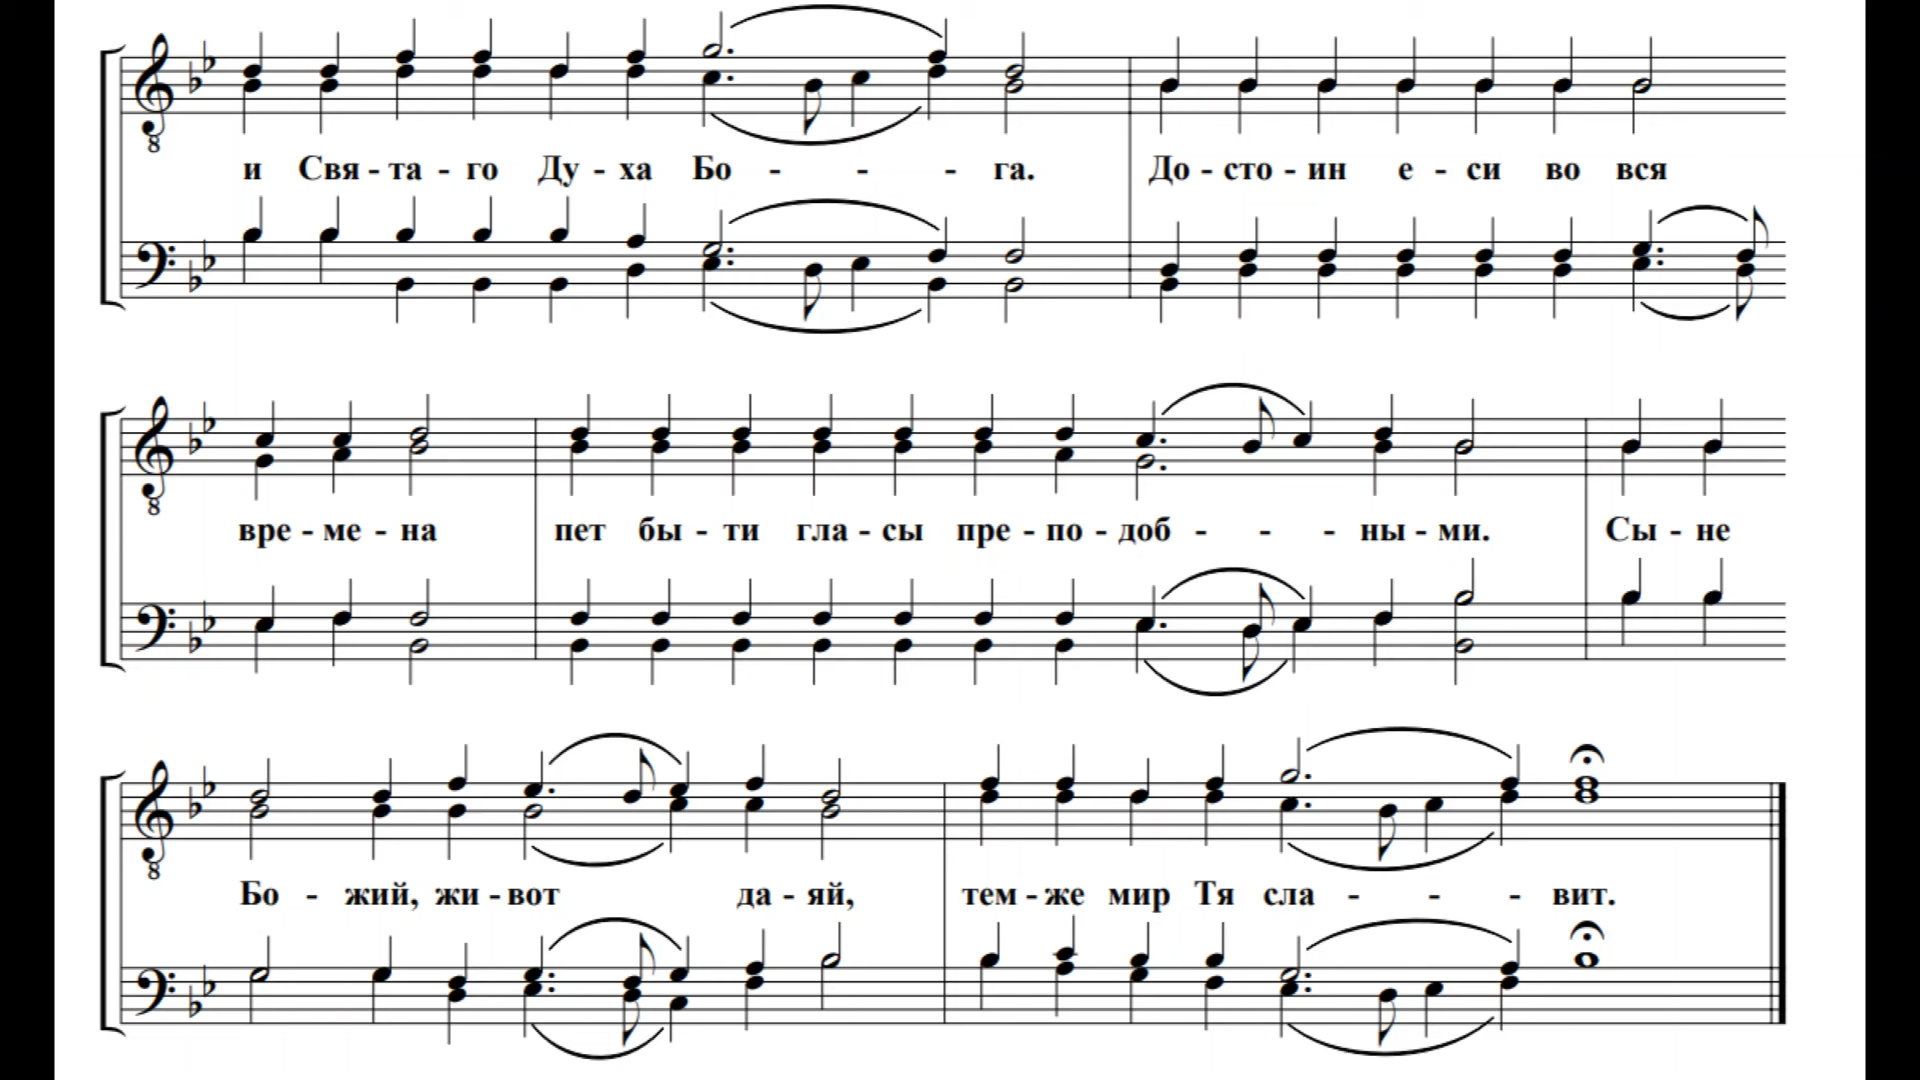 и Свя - та - го Ду - ха Бо - - - га. До - сто - ин е - си во вся
вре - ме - на пет бы - ти гла - сы пре - по - доб - - - ны - ми. Сы - не
Бо - жий, жи - вот да - яй, тем - же мир Тя сла - - - вит.